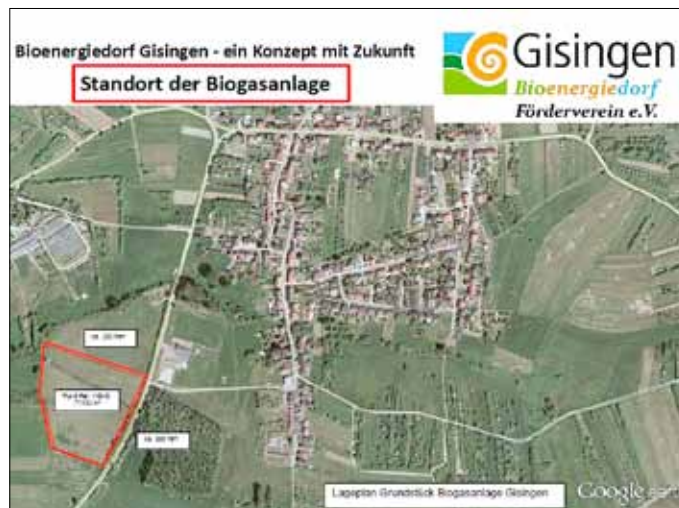 Bioenergiedorf Gisingen - ein Konzept mit Zukunft
Standort der Biogasanlage
Gisingen
Bioenergiedorf
Förderverein e.V.
Lageplan Grundstück Biogasanlage Gisingen
Google